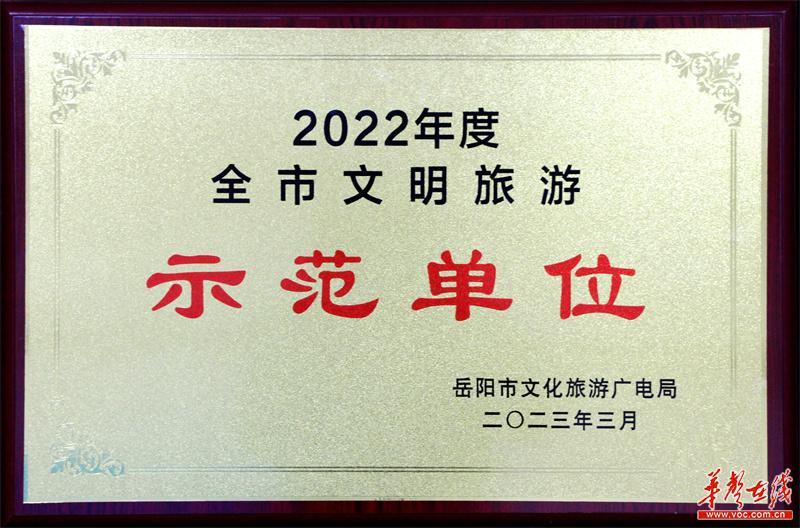 2022年度
全市文明旅游
示范单位
岳阳市文化旅游广电局
二〇二三年三月
华声在线
www.voc.com.cn